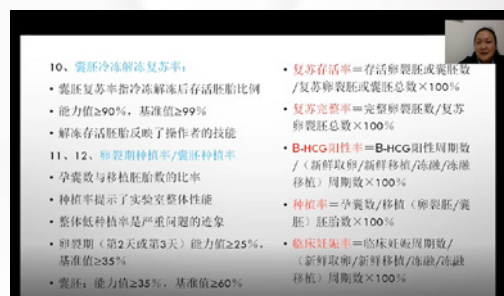 10、囊胚冷冻解冻复苏率：
• 囊胚复苏率指冷冻解冻后存活胚胎比例
• 能力值≥90%，基准值≥99%
• 解冻存活胚胎反映了操作者的技能
11、12、卵裂期种植率/囊胚种植率
• 孕囊数与移植胚胎数的比率
• 种植率提示了实验室整体性能
• 整体低种植率是严重问题的迹象
• 卵裂期（第2天或第3天）能力值≥25%，
基准值≥35%
• 囊胚：能力值≥35%，基准值≥60%
• 复苏存活率＝存活卵裂胚或囊胚数
/复苏卵裂胚或囊胚总数×100%
• 复苏完整率＝完整卵裂胚数/复苏
卵裂胚总数×100%
• B-HCG阳性率＝B-HCG阳性周期数
/（新鲜取卵/新鲜移植/冻融/冻融
移植）周期数×100%
• 种植率＝孕囊数/移植（卵裂胚/囊
胚）胚胎数×100%
• 临床妊娠率＝临床妊娠周期数/
（新鲜取卵/新鲜移植/冻融/冻融
移植）周期数×100%